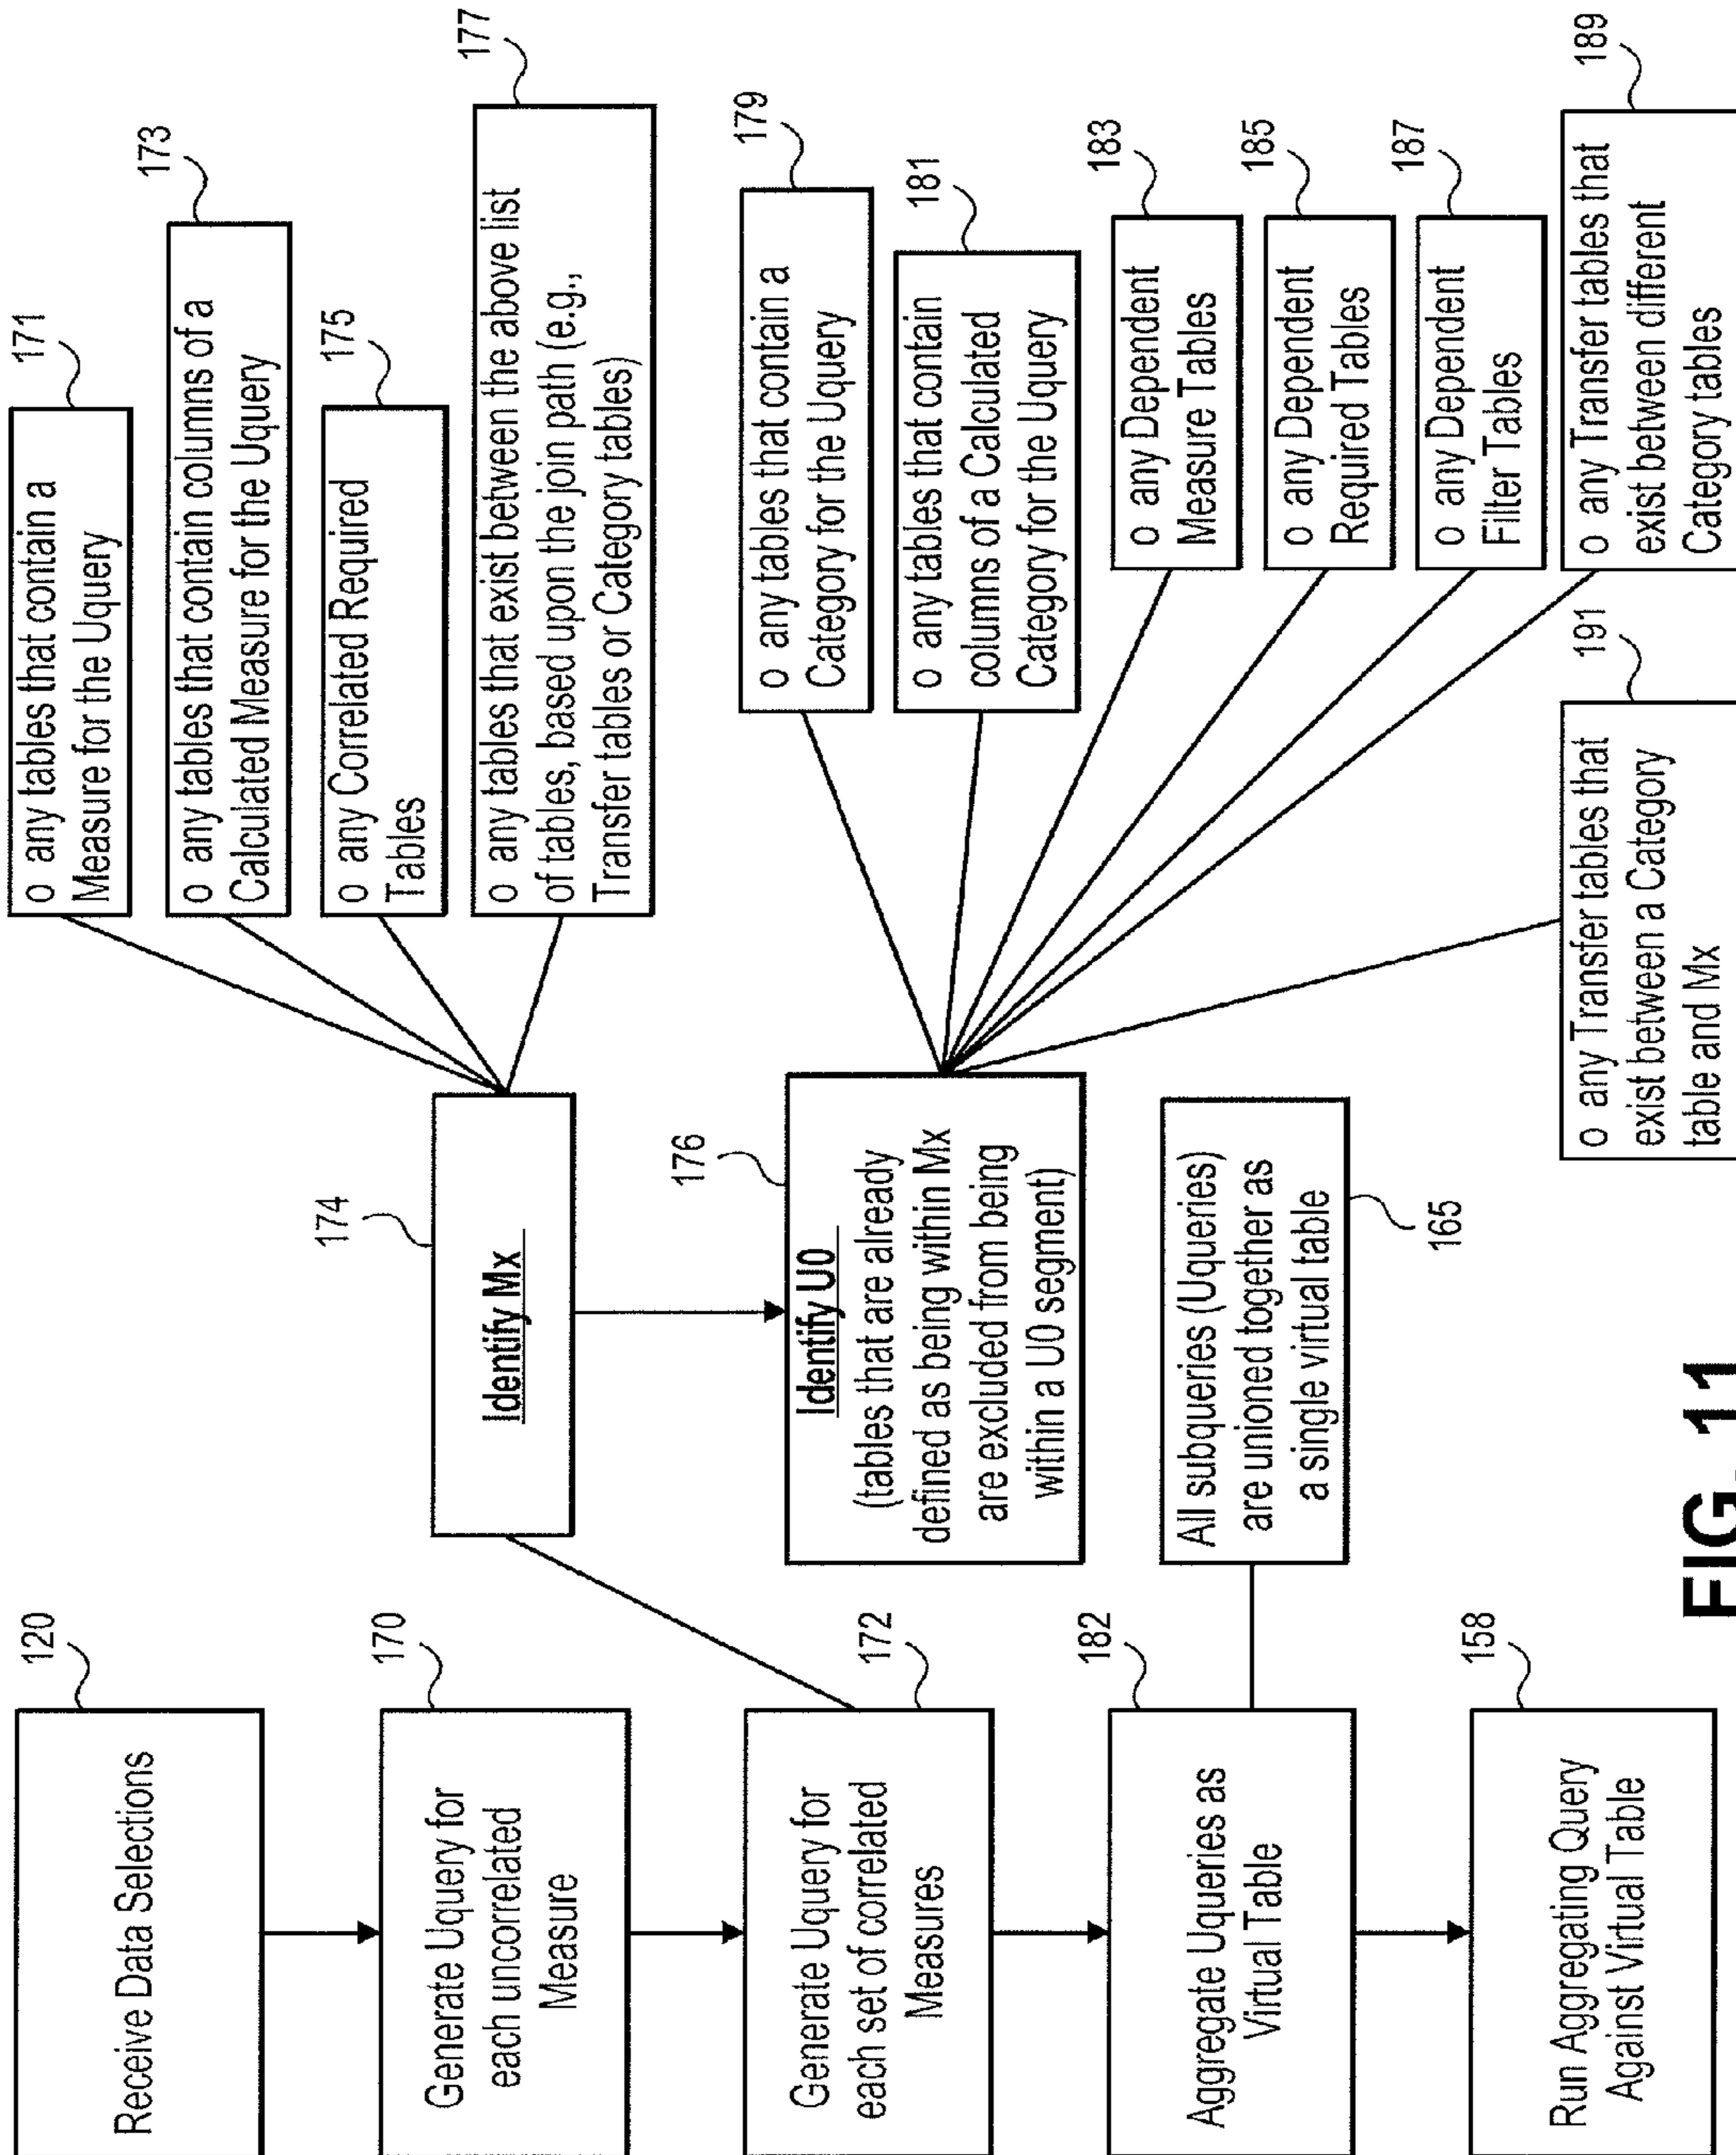 120
Receive Data Selections
170
Generate Uquery for
each uncorrelated
Measure
172
Generate Uquery for
each set of correlated
Measures
182
Aggregate Uqueries as
Virtual Table
158
Run Aggregating Query
Against Virtual Table
174
Identify Mx
176
Identify U0
(tables that are already
defined as being within Mx
are excluded from being
within a U0 segment)
All subqueries (Uqueries)
are unioned together as
a single virtual table
165
171
o any tables that contain a
Measure for the Uquery
173
o any tables that contain columns of a
Calculated Measure for the Uquery
175
o any Correlated Required
Tables
177
o any tables that exist between the above list
of tables, based upon the join path (e.g.,
Transfer tables or Category tables)
179
o any tables that contain a
Category for the Uquery
181
o any tables that contain
columns of a Calculated
Category for the Uquery
183
o any Dependent
Measure Tables
185
o any Dependent
Required Tables
187
o any Dependent
Filter Tables
189
o any Transfer tables that
exist between different
Category tables
191
o any Transfer tables that
exist between a Category
table and Mx
FIG. 11